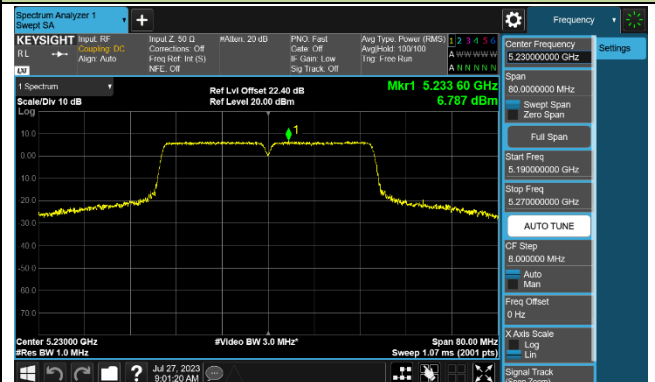 Spectrum Analyzer 1
Swept SA
+
Frequency
KEYSIGHT
RL
LXI
Input: RF
Coupling: DC
Align: Auto
Input Z: 50 Ω
Corrections: Off
Freq Ref: Int (S)
NFE: Off
#Atten: 20 dB
PNO: Fast
Gate: Off
IF Gain: Low
Sig Track: Off
Avg Type: Power (RMS)
Avg|Hold: 100/100
Trig: Free Run
1 2 3 4 5 6
A W W W W W
A N N N N N
1 Spectrum
Scale/Div 10 dB
Log
Ref Lvl Offset 22.40 dB
Ref Level 20.00 dBm
Mkr1 5.233 60 GHz
6.787 dBm
1
10.0
0.00
-10.0
-20.0
-30.0
-40.0
-50.0
-60.0
-70.0
Center 5.23000 GHz
#Res BW 1.0 MHz
#Video BW 3.0 MHz*
Span 80.00 MHz
Sweep 1.07 ms (2001 pts)
?
Jul 27, 2023
9:01:20 AM
Center Frequency
5.230000000 GHz
Settings
Span
80.0000000 MHz
Swept Span
Zero Span
Full Span
Start Freq
5.190000000 GHz
Stop Freq
5.270000000 GHz
AUTO TUNE
CF Step
8.000000 MHz
Auto
Man
Freq Offset
0 Hz
X Axis Scale
Log
Lin
Signal Track
(Span Zoom)